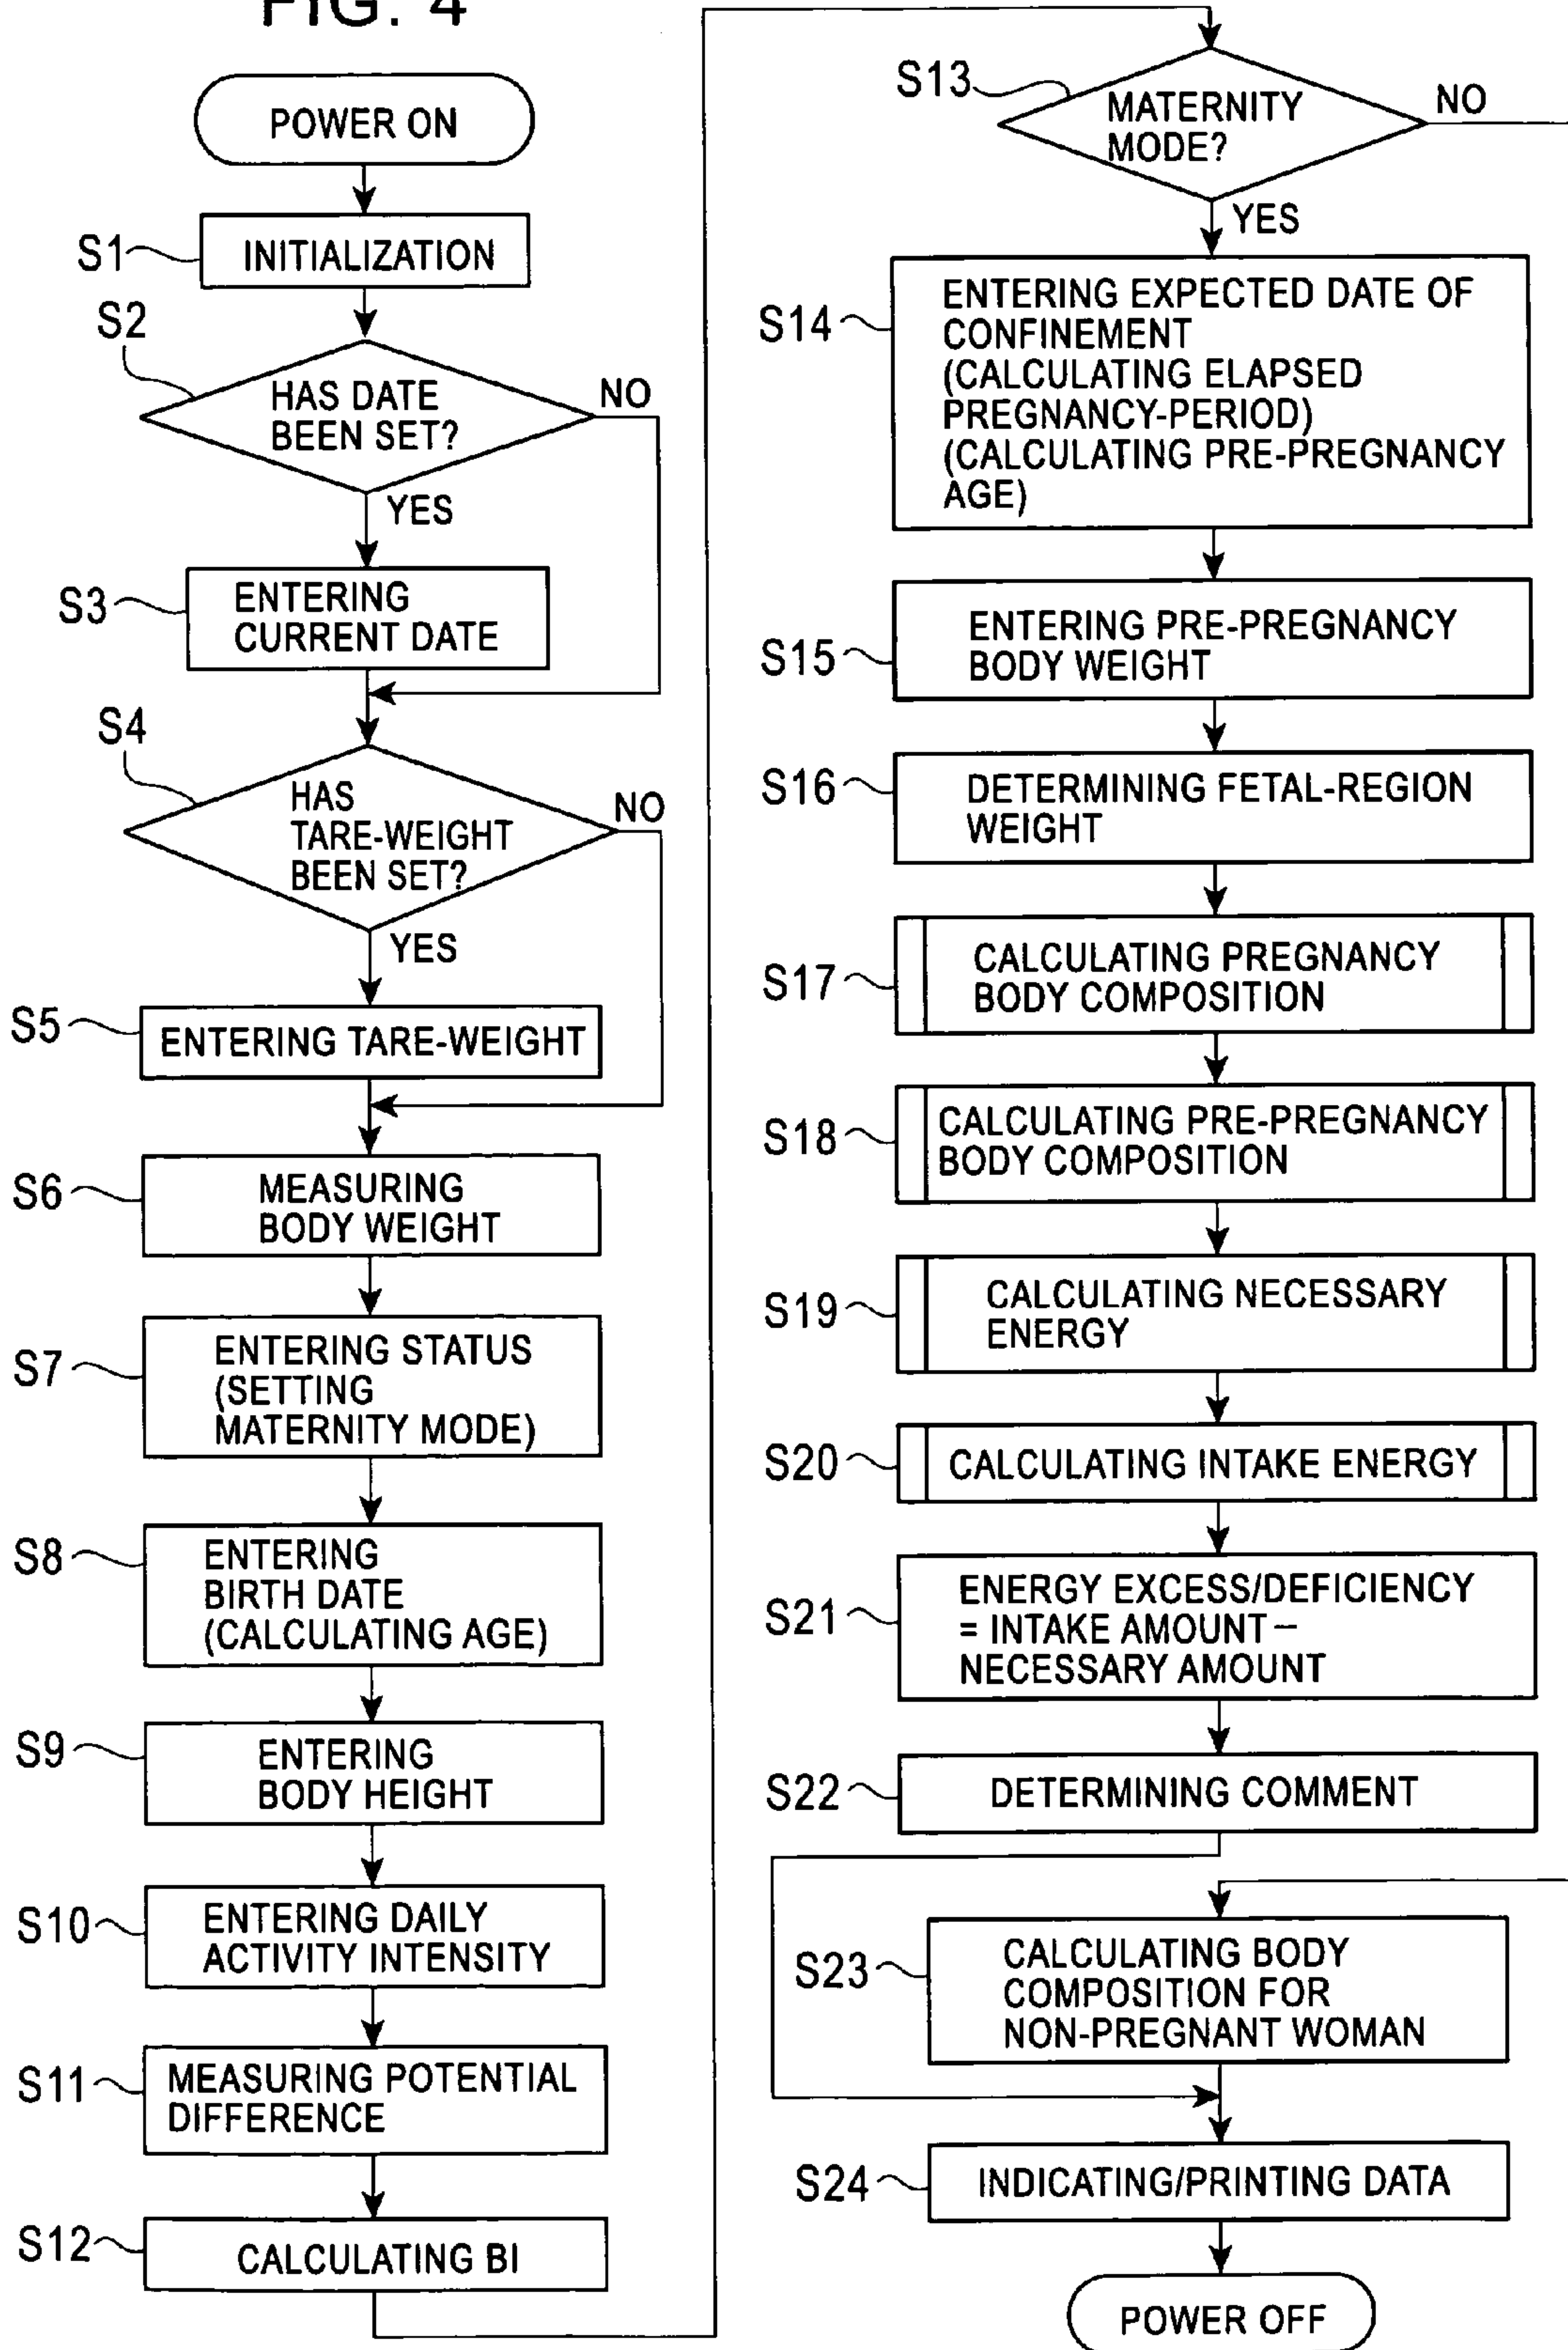 FIG. 4
POWER ON
S1
INITIALIZATION
S2
HAS DATE
BEEN SET?
NO
YES
S3
ENTERING
CURRENT DATE
S4
HAS
TARE-WEIGHT
BEEN SET?
NO
YES
S5
ENTERING TARE-WEIGHT
S6
MEASURING
BODY WEIGHT
S7
ENTERING STATUS
(SETTING
MATERNITY MODE)
S8
ENTERING
BIRTH DATE
(CALCULATING AGE)
S9
ENTERING
BODY HEIGHT
S10
ENTERING DAILY
ACTIVITY INTENSITY
S11
MEASURING POTENTIAL
DIFFERENCE
S12
CALCULATING BI
S13
MATERNITY
MODE?
NO
YES
S14
ENTERING EXPECTED DATE OF
CONFINEMENT
(CALCULATING ELAPSED
PREGNANCY-PERIOD)
(CALCULATING PRE-PREGNANCY
AGE)
S15
ENTERING PRE-PREGNANCY
BODY WEIGHT
S16
DETERMINING FETAL-REGION
WEIGHT
S17
CALCULATING PREGNANCY
BODY COMPOSITION
S18
CALCULATING PRE-PREGNANCY
BODY COMPOSITION
S19
CALCULATING NECESSARY
ENERGY
S20
CALCULATING INTAKE ENERGY
S21
ENERGY EXCESS/DEFICIENCY
= INTAKE AMOUNT –
NECESSARY AMOUNT
S22
DETERMINING COMMENT
S23
CALCULATING BODY
COMPOSITION FOR
NON-PREGNANT WOMAN
S24
INDICATING/PRINTING DATA
POWER OFF